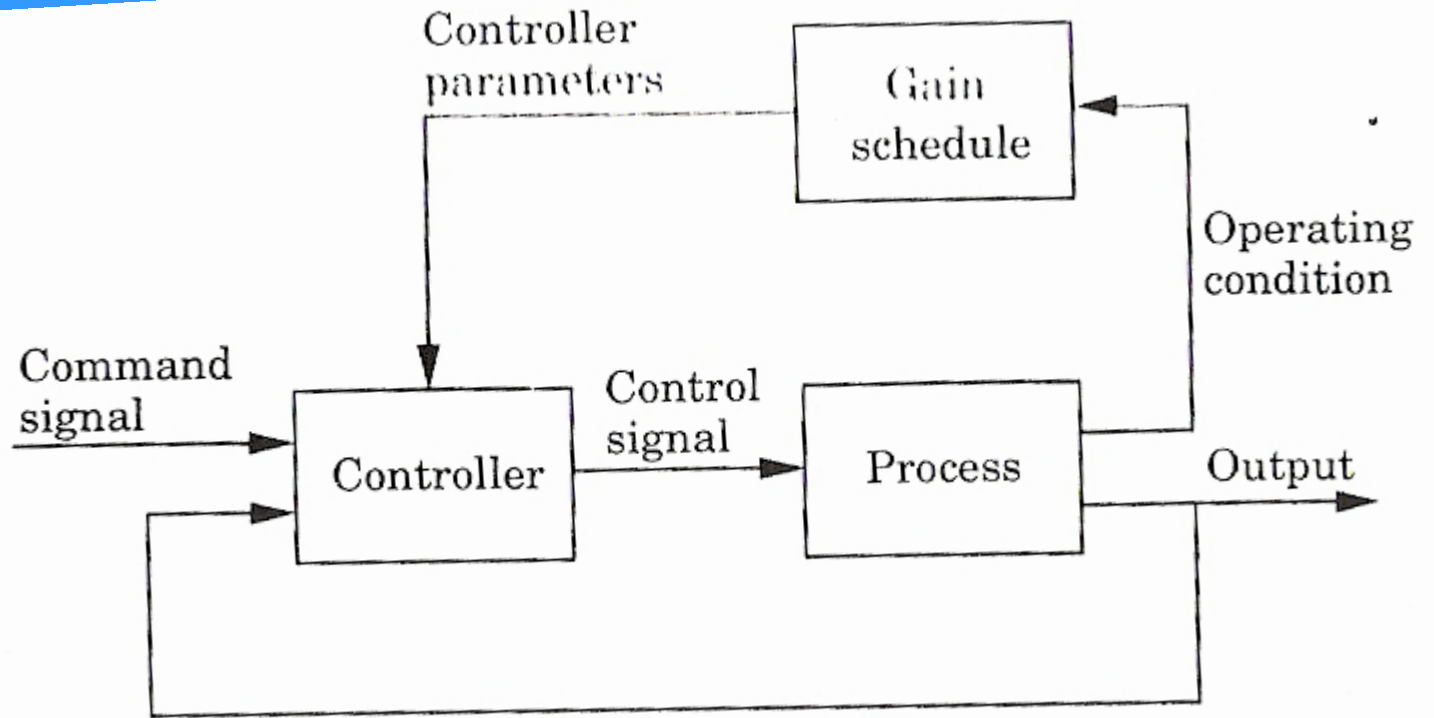 Controller
parameters
Gain
schedule
Operating
condition
Command
signal
Control
signal
Controller
Process
Output